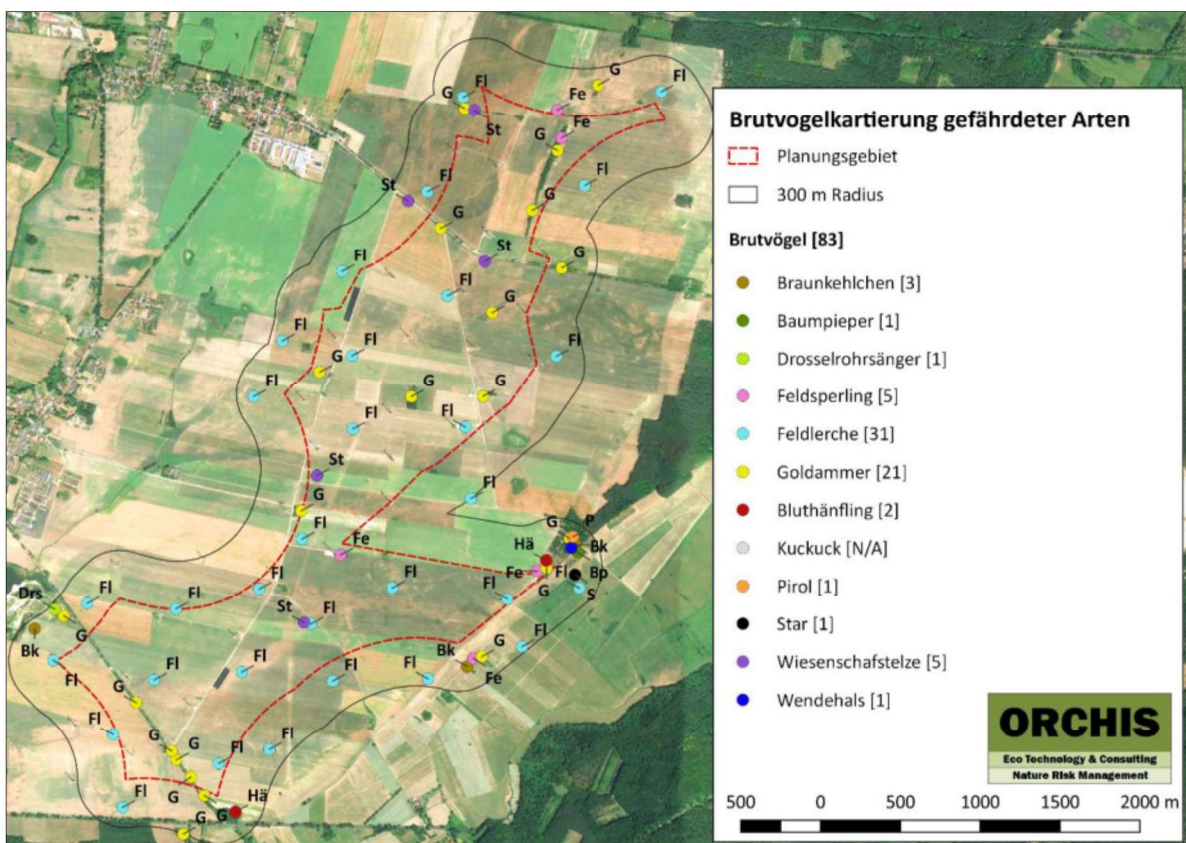 Brutvogelkartierung gefährdeter Arten
Planungsgebiet
300 m Radius
Brutvögel [83]
Braunkehlchen [3]
Baumpieper [1]
Drosselrohrsänger [1]
Feldsperling [5]
Feldlerche [31]
Goldammer [21]
Bluthänfling [2]
Kuckuck [N/A]
Pirol [1]
Star [1]
Wiesenschafstelze [5]
Wendehals [1]
ORCHIS
Eco Technology & Consulting
Nature Risk Management
500 0 500 1000 1500 2000 m
Fl
G
Fl
G
Fe
St
Fe
G
St
Fl
Fl
G
G
St
G
Fl
Fl
G
Fl
Fl
Fl
G
Fl
G
G
Fl
Fl
St
G
Fl
Fl
G
P
Fe
Hä
Bk
Fe
Fl
Bp
G
S
Drs
Fl
Fl
Fl
Fl
Fl
St
Fl
G
Bk
Fl
Bk
G
Fe
Fl
Fl
Fl
Fl
Fl
G
Fl
G
G
Fl
Fl
Fl
G
Hä
G
G